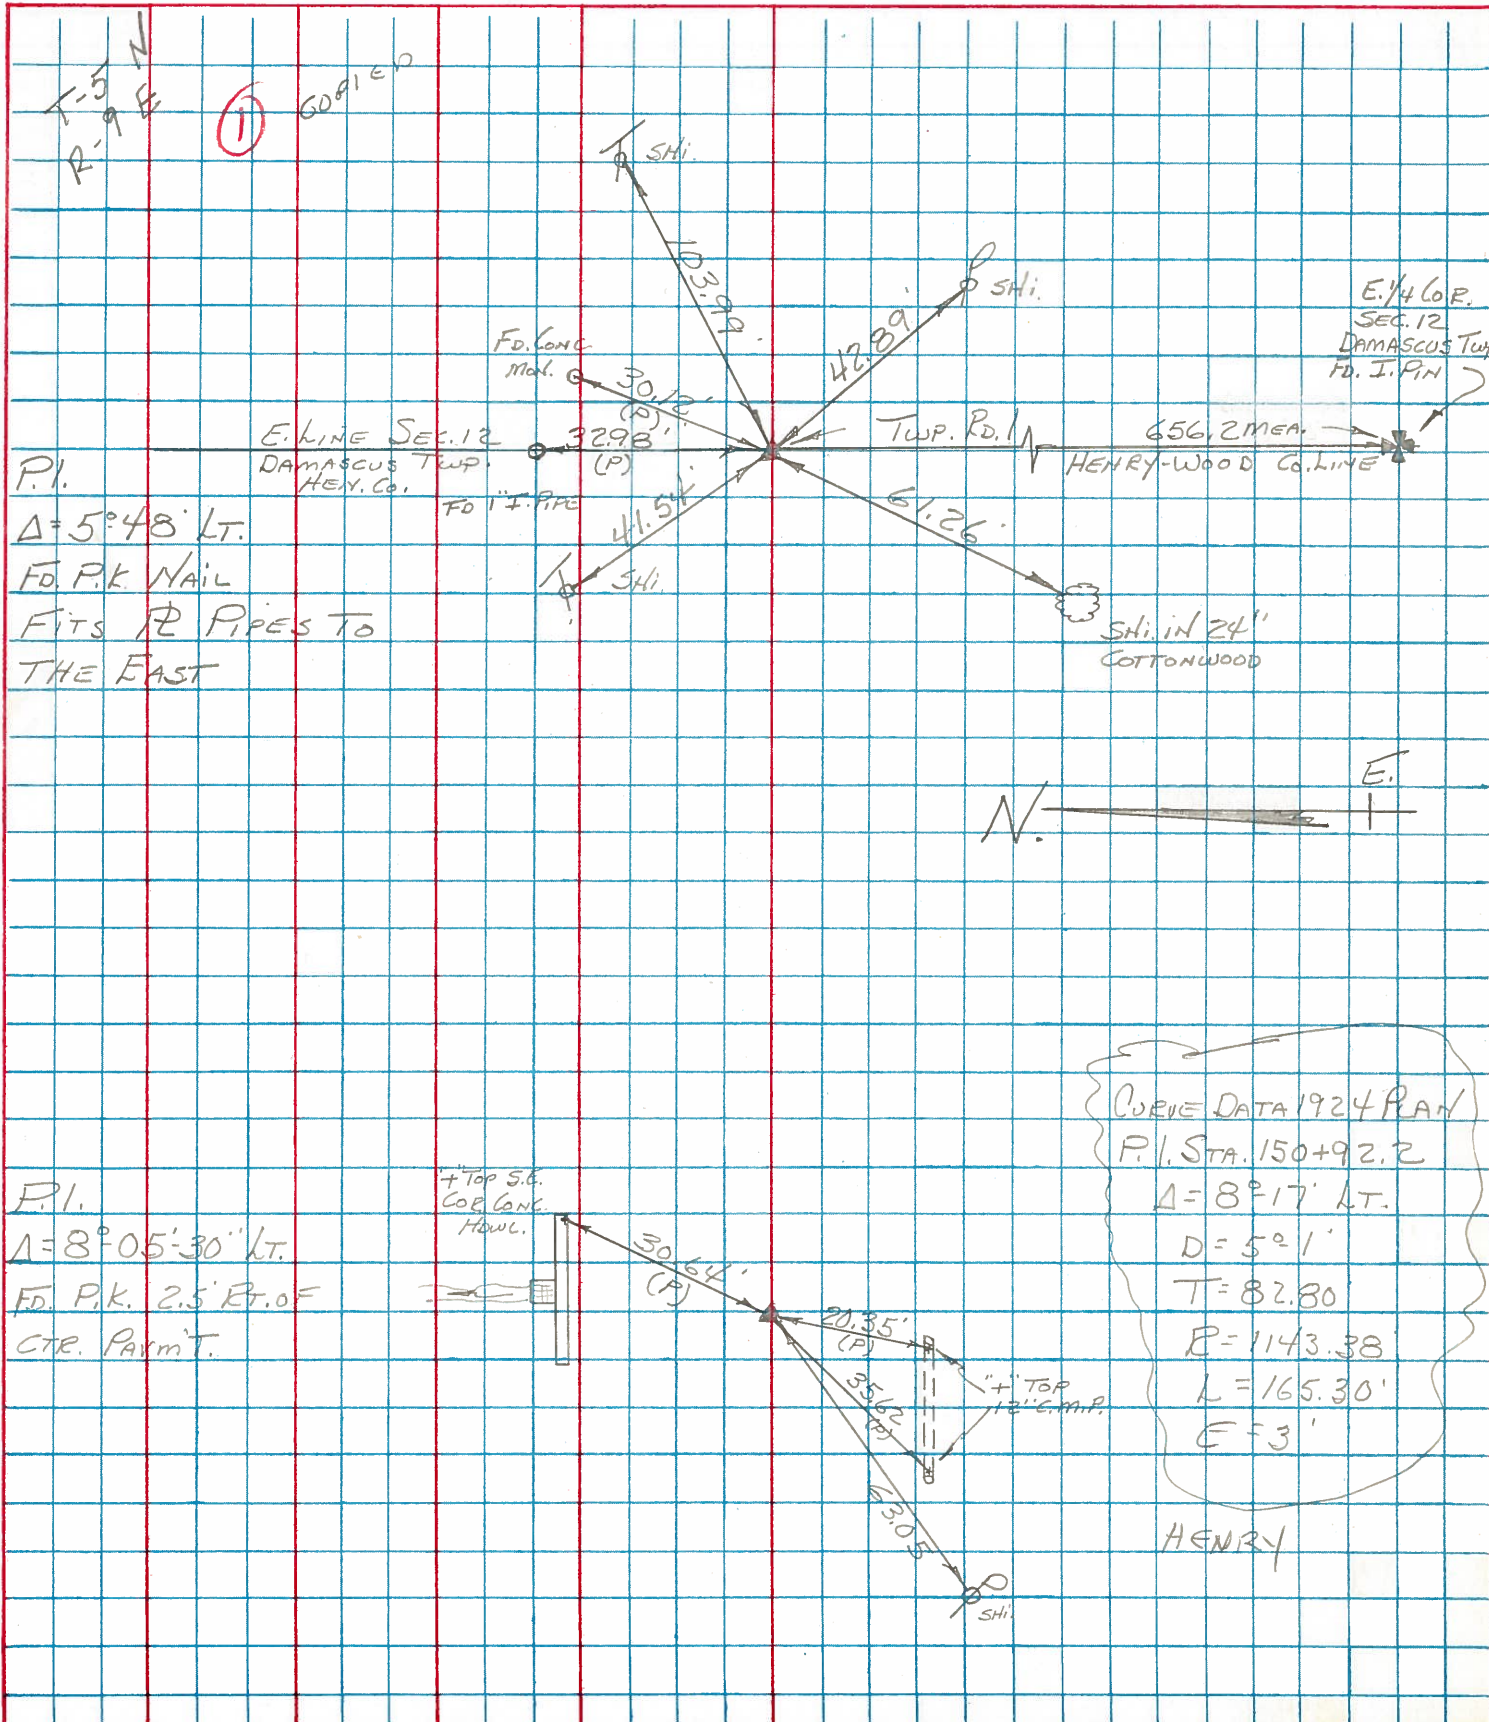 T-5 N
R-9 E
1
COPIED
SHI.
103.99
SHI.
42.89'
E. 1/4 COR.
SEC. 12
DAMASCUS TWP
FD. I. PIN
FD. CONC.
MON.
30.12'
(P)
E. LINE SEC. 12
DAMASCUS TWP.
HEN. CO.
32.98'
(P)
TWP. RD. 1
656.2 MEA.
HENRY-WOOD CO. LINE
FD 1" I. PIPE
41.54'
SHI.
61.26'
SHI. IN 24"
COTTONWOOD
P.I.
Δ = 5°48' LT.
FD. P.K. NAIL
FITS PL PIPES TO
THE EAST
N.
E.
CURVE DATA 1924 PLAN
P.I. STA. 150+92.2
Δ = 8°-17' LT.
D = 5°-1'
T = 82.80
R = 1143.38'
L = 165.30'
E = 3'
HENRY
P.I.
Δ = 8°-05'-30" LT.
FD. P.K. 2.5' RT. OF
CTR. PAVM'T.
"+" TOP S.E.
COR. CONC.
HDWL.
30.64'
(P)
20.35'
(P)
35.62
(P)
"+" TOP
12" C.M.P.
63.05
SHI.